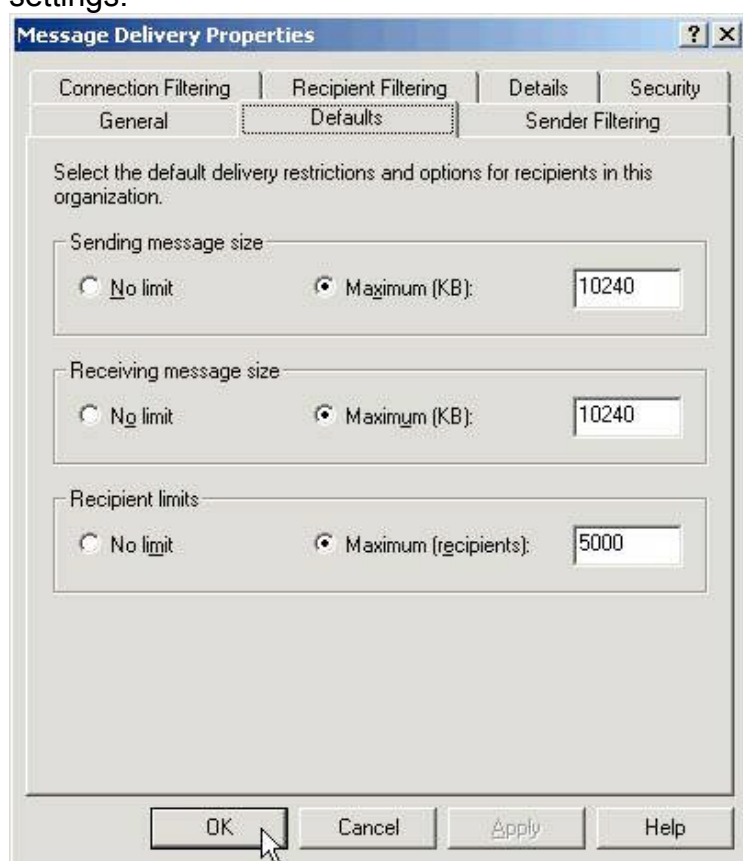 settings.
Message Delivery Properties
? X
Connection Filtering Recipient Filtering Details Security
General Defaults Sender Filtering
Select the default delivery restrictions and options for recipients in this
organization.
Sending message size
No limit Maximum (KB): 10240
Receiving message size
No limit Maximum (KB): 10240
Recipient limits
No limit Maximum (recipients): 5000
OK Cancel Apply Help